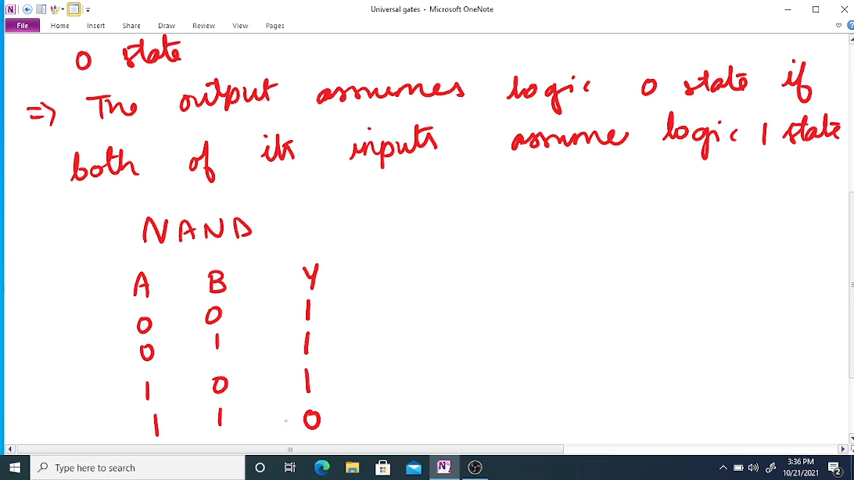 Universal gates - Microsoft OneNote
File Home Insert Share Draw Review View Pages
0 state
=> The output assumes logic 0 state if
both of its inputs assume logic 1 state
NAND
A B Y
0 0 1
0 1 1
1 0 1
1 1 0
Type here to search
3:36 PM
10/21/2021
2